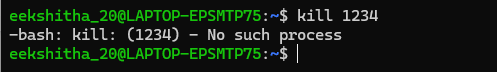 eekshitha_20@LAPTOP-EPSMTP75:~$ kill 1234
-bash: kill: (1234) - No such process
eekshitha_20@LAPTOP-EPSMTP75:~$